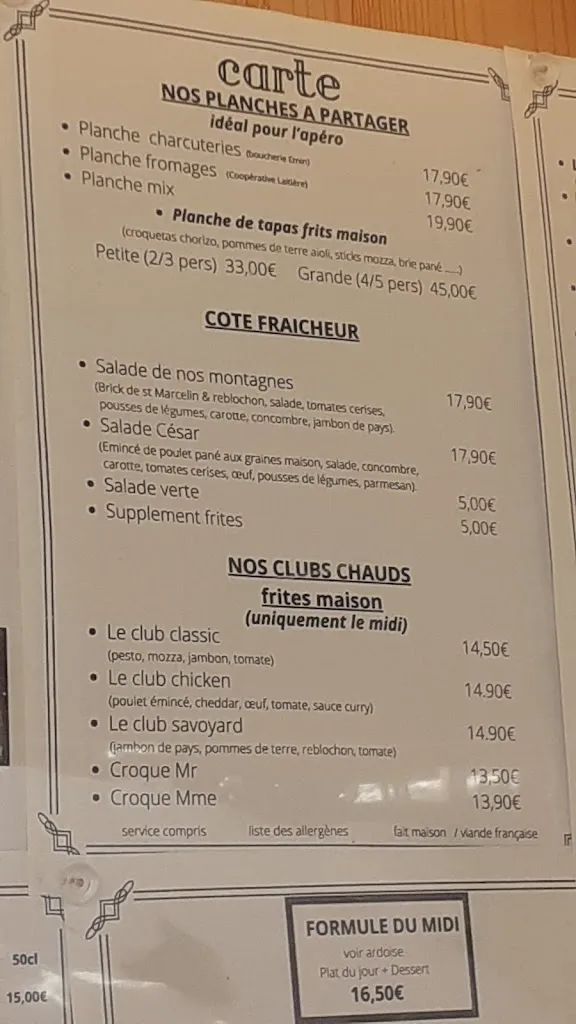 carte
NOS PLANCHES A PARTAGER
idéal pour l'apéro
• Planche charcuteries (boucherie Emin) 17,90€
• Planche fromages (Coopérative Laitière) 17,90€
• Planche mix 19,90€
• Planche de tapas frits maison
(croquetas chorizo, pommes de terre aioli, sticks mozza, brie pané .....)
Petite (2/3 pers) 33,00€ Grande (4/5 pers) 45,00€
COTE FRAICHEUR
• Salade de nos montagnes 17,90€
(Brick de st Marcelin & reblochon, salade, tomates cerises,
pousses de légumes, carotte, concombre, jambon de pays).
• Salade César 17,90€
(Emincé de poulet pané aux graines maison, salade, concombre,
carotte, tomates cerises, œuf, pousses de légumes, parmesan).
• Salade verte 5,00€
• Supplement frites 5,00€
NOS CLUBS CHAUDS
frites maison
(uniquement le midi)
• Le club classic 14,50€
(pesto, mozza, jambon, tomate)
• Le club chicken 14.90€
(poulet émincé, cheddar, œuf, tomate, sauce curry)
• Le club savoyard 14.90€
(jambon de pays, pommes de terre, reblochon, tomate)
• Croque Mr 13,50€
• Croque Mme 13,90€
service compris liste des allergènes fait maison / viande française
50cl
15,00€
FORMULE DU MIDI
voir ardoise
Plat du jour + Dessert
16,50€